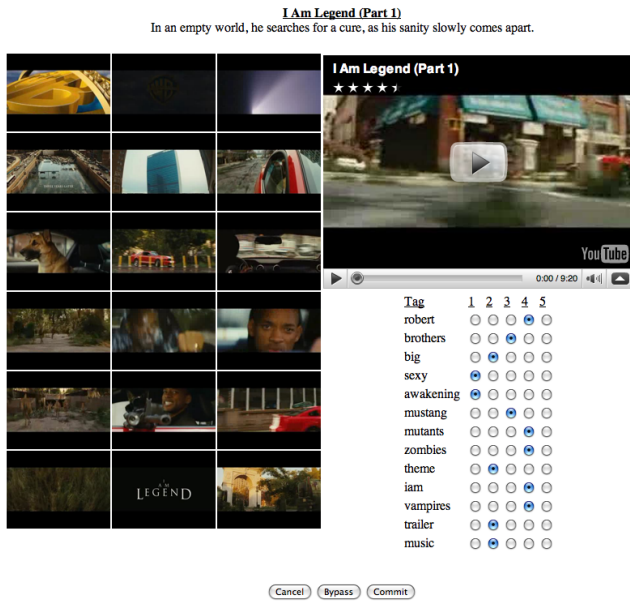 I Am Legend (Part 1)
In an empty world, he searches for a cure, as his sanity slowly comes apart.
I Am Legend (Part 1)
YouTube
0:00 / 9:20
I AM
LEGEND
Tag 1 2 3 4 5
robert
brothers
big
sexy
awakening
mustang
mutants
zombies
theme
iam
vampires
trailer
music
Cancel Bypass Commit